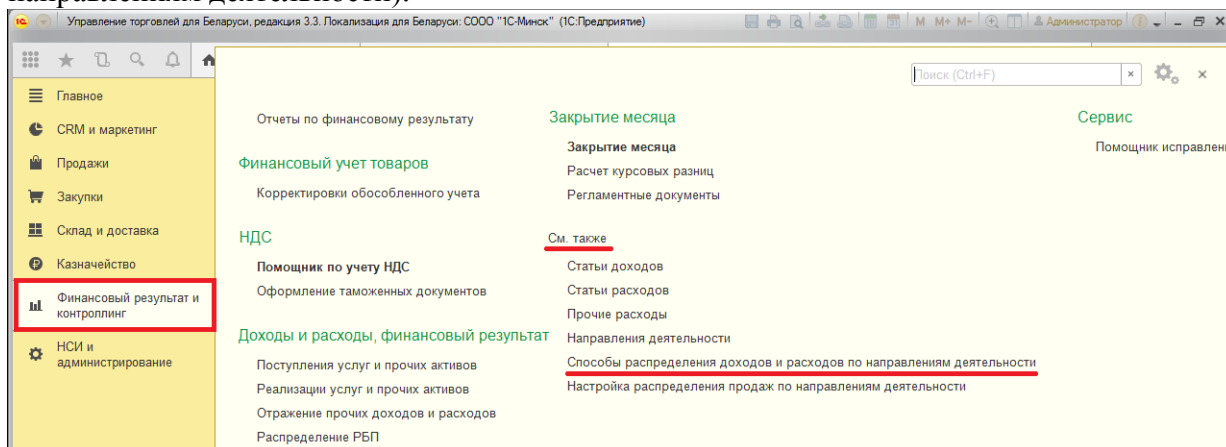 направлениям деятельности).
Управление торговлей для Беларуси, редакция 3.3. Локализация для Беларуси: СООО "1С-Минск" (1С:Предприятие)
M M+ M- Администратор
Поиск (Ctrl+F)
Главное
CRM и маркетинг
Продажи
Закупки
Склад и доставка
Казначейство
Финансовый результат и
контроллинг
НСИ и
администрирование
Отчеты по финансовому результату
Финансовый учет товаров
Корректировки обособленного учета
НДС
Помощник по учету НДС
Оформление таможенных документов
Доходы и расходы, финансовый результат
Поступления услуг и прочих активов
Реализации услуг и прочих активов
Отражение прочих доходов и расходов
Распределение РБП
Закрытие месяца
Закрытие месяца
Расчет курсовых разниц
Регламентные документы
См. также
Статьи доходов
Статьи расходов
Прочие расходы
Направления деятельности
Способы распределения доходов и расходов по направлениям деятельности
Настройка распределения продаж по направлениям деятельности
Сервис
Помощник исправлен